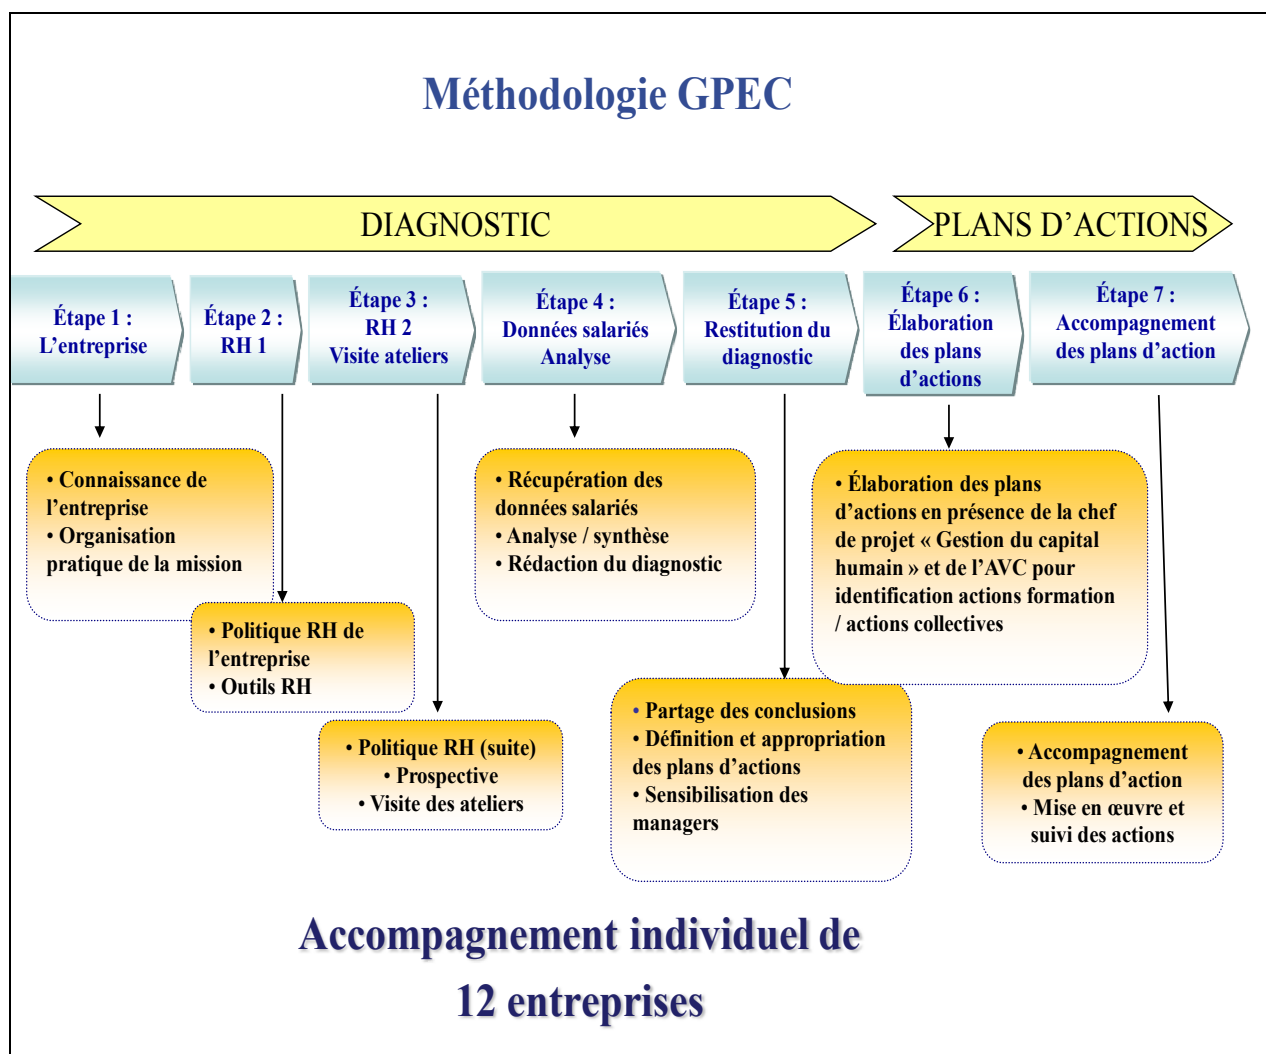 Méthodologie GPEC
DIAGNOSTIC
PLANS D’ACTIONS
Étape 1 :
L’entreprise
Étape 2 :
RH 1
Étape 3 :
RH 2
Visite ateliers
Étape 4 :
Données salariés
Analyse
Étape 5 :
Restitution du
diagnostic
Étape 6 :
Élaboration
des plans
d’actions
Étape 7 :
Accompagnement
des plans d’action
• Connaissance de
l’entreprise
• Organisation
pratique de la mission
• Politique RH de
l’entreprise
• Outils RH
• Politique RH (suite)
• Prospective
• Visite des ateliers
• Récupération des
données salariés
• Analyse / synthèse
• Rédaction du diagnostic
• Partage des conclusions
• Définition et appropriation
des plans d’actions
• Sensibilisation des
managers
• Élaboration des plans
d’actions en présence de la chef
de projet « Gestion du capital
humain » et de l’AVC pour
identification actions formation
/ actions collectives
• Accompagnement
des plans d’action
• Mise en œuvre et
suivi des actions
Accompagnement individuel de
12 entreprises